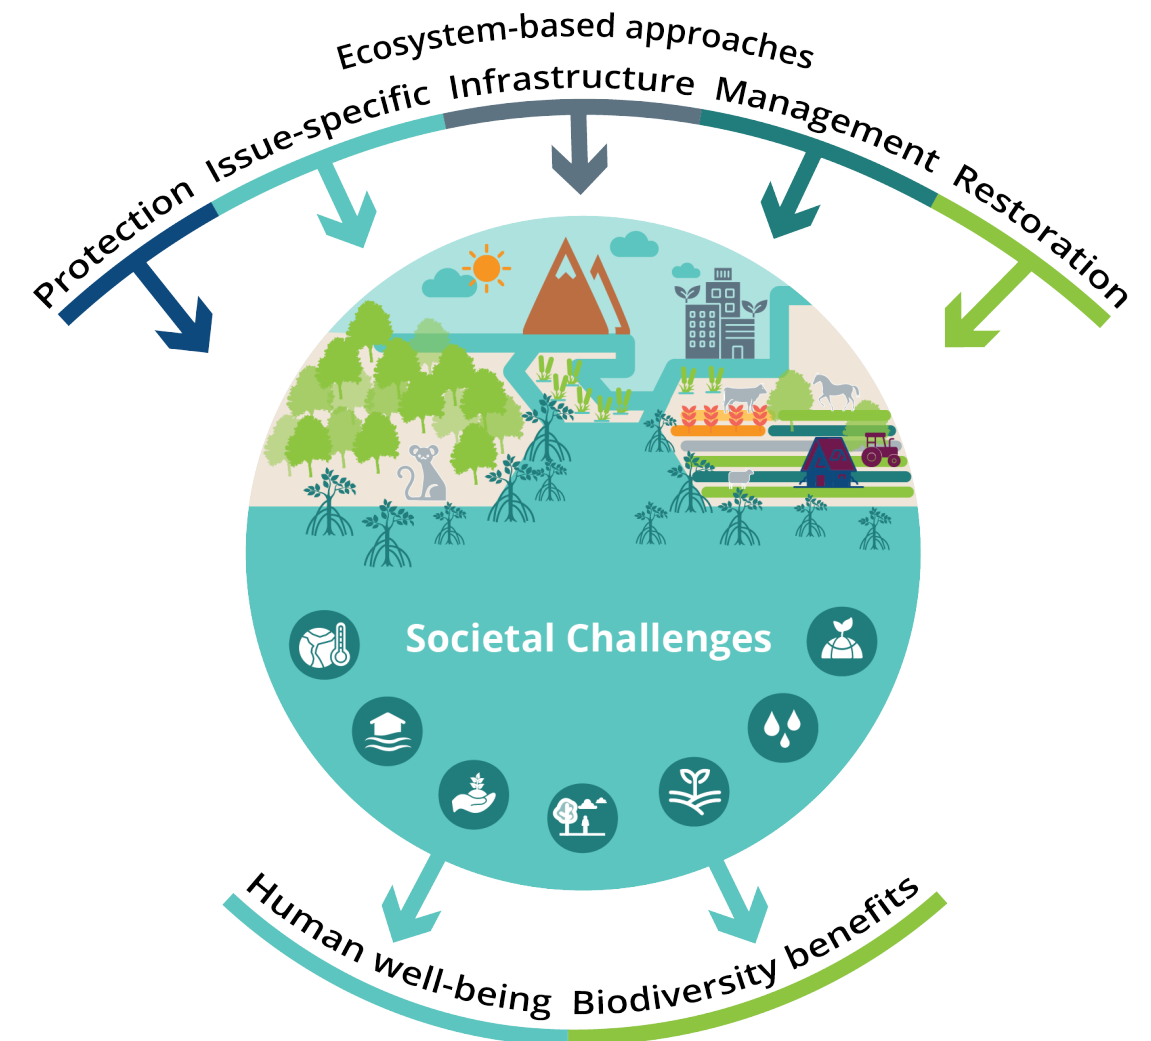 Ecosystem-based approaches
Protection Issue-specific Infrastructure Management Restoration
Societal Challenges
Human well-being Biodiversity benefits